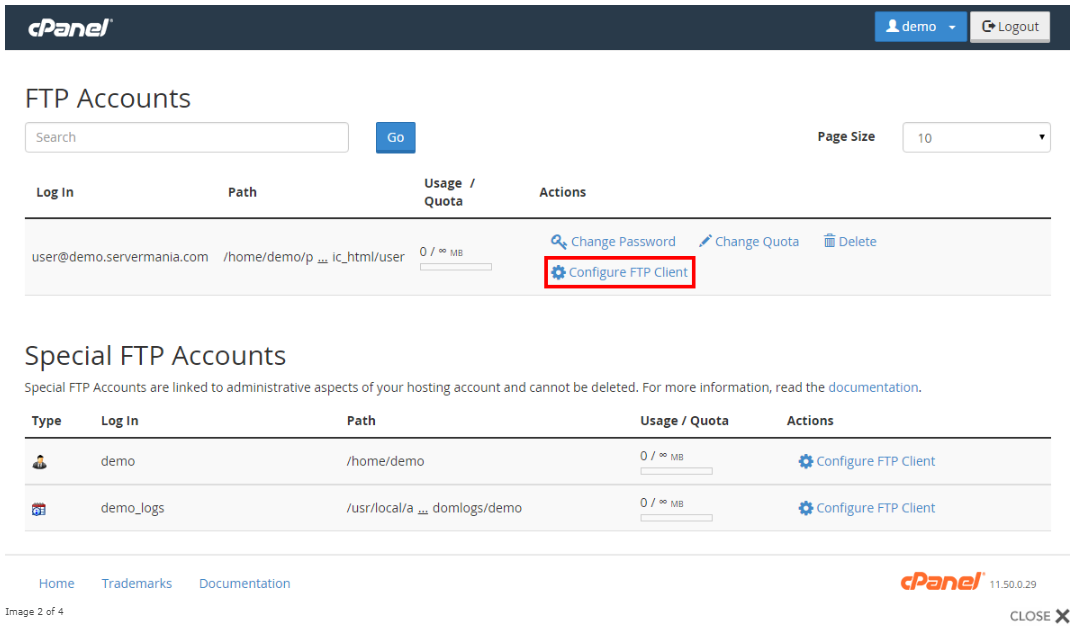 cPanel
demo
Logout
FTP Accounts
Search
Go
Page Size
10
Log In
Path
Usage /
Quota
Actions
user@demo.servermania.com
/home/demo/p ... ic_html/user
0 / ∞ MB
Change Password
Change Quota
Delete
Configure FTP Client
Special FTP Accounts
Special FTP Accounts are linked to administrative aspects of your hosting account and cannot be deleted. For more information, read the documentation.
Type
Log In
Path
Usage / Quota
Actions
demo
/home/demo
0 / ∞ MB
Configure FTP Client
demo_logs
/usr/local/a ... domlogs/demo
0 / ∞ MB
Configure FTP Client
Home
Trademarks
Documentation
cPanel
11.50.0.29
Image 2 of 4
CLOSE X